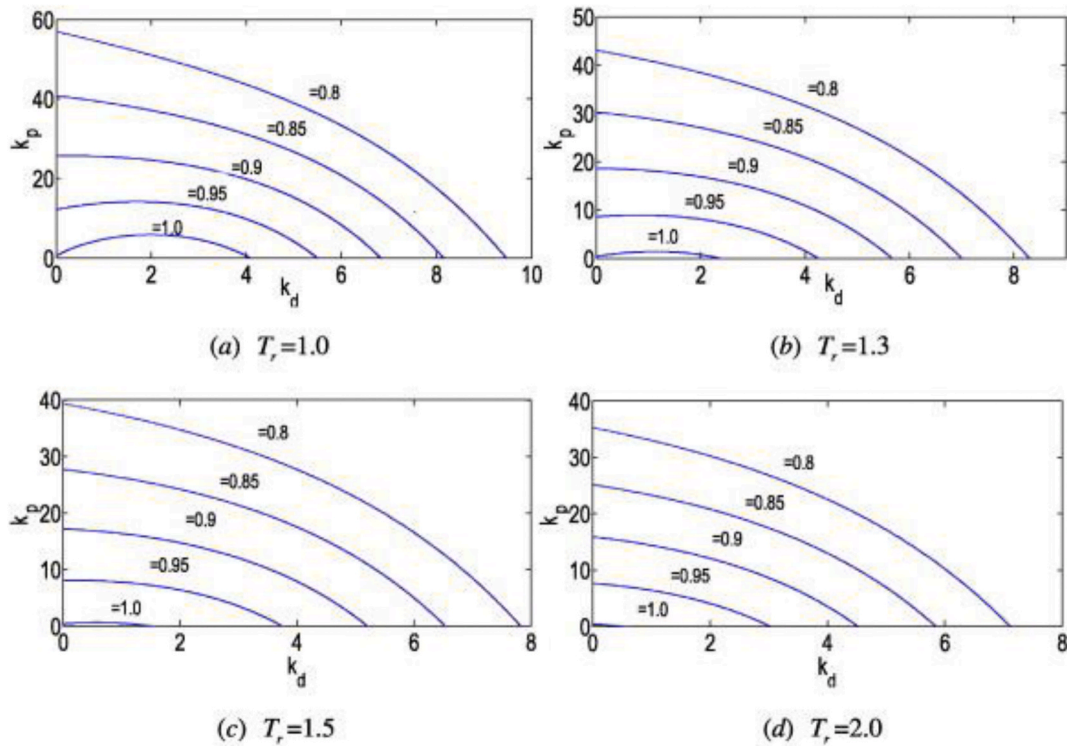 60
40
20
0
k_p
=0.8
=0.85
=0.9
=0.95
=1.0
0 2 4 6 8 10
k_d
(a) T_r=1.0
50
40
30
20
10
0
k_p
=0.8
=0.85
=0.9
=0.95
=1.0
0 2 4 6 8
k_d
(b) T_r=1.3
40
30
20
10
0
k_p
=0.8
=0.85
=0.9
=0.95
=1.0
0 2 4 6 8
k_d
(c) T_r=1.5
40
30
20
10
0
k_p
=0.8
=0.85
=0.9
=0.95
=1.0
0 2 4 6 8
k_d
(d) T_r=2.0